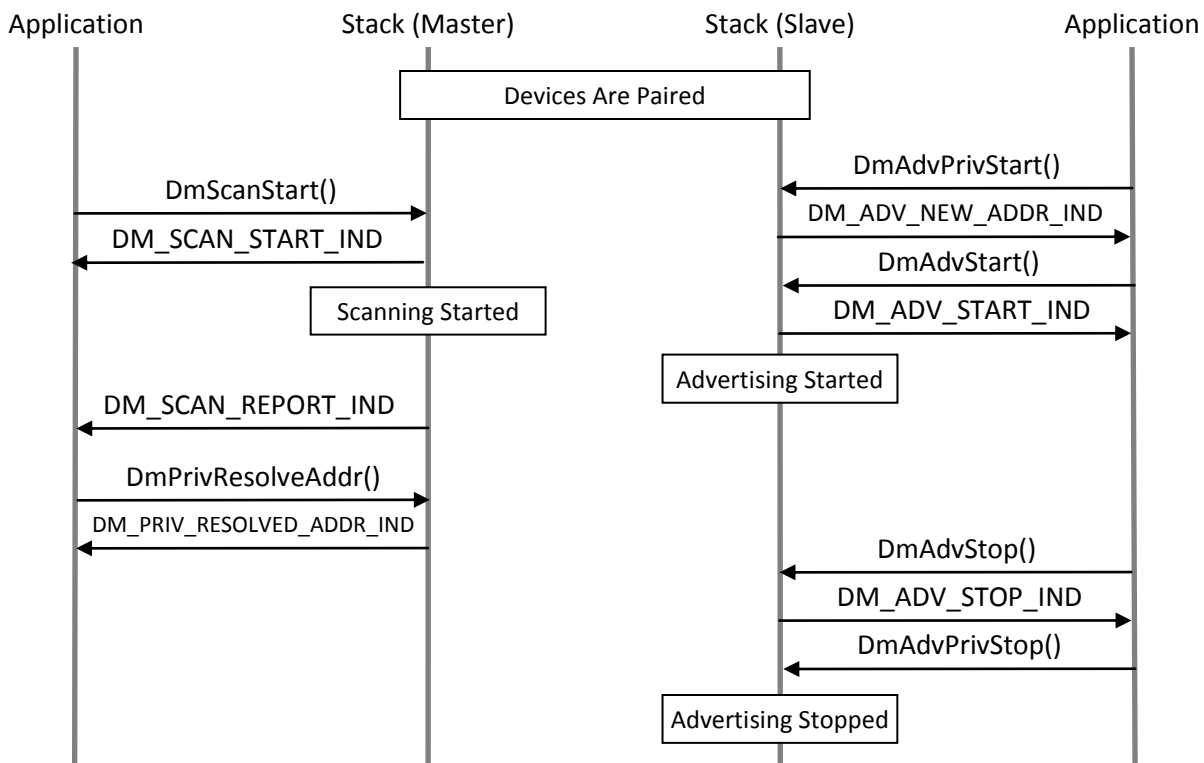 Application
Stack (Master)
Stack (Slave)
Application
Devices Are Paired
DmAdvPrivStart()
DmScanStart()
DM_ADV_NEW_ADDR_IND
DM_SCAN_START_IND
DmAdvStart()
Scanning Started
DM_ADV_START_IND
Advertising Started
DM_SCAN_REPORT_IND
DmPrivResolveAddr()
DM_PRIV_RESOLVED_ADDR_IND
DmAdvStop()
DM_ADV_STOP_IND
DmAdvPrivStop()
Advertising Stopped